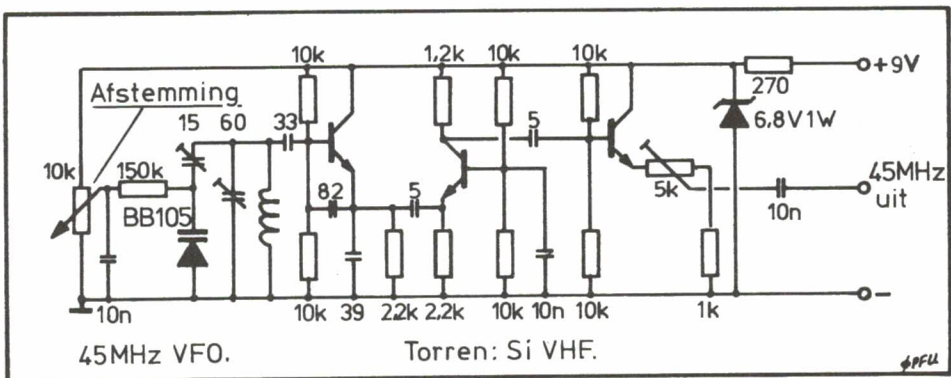 10k 1,2k 10k 10k
+9V
270
Afstemming
6,8V 1W
15 60 33 5
10k 150k
45MHz
uit
82 5 5k
BB105
10n
10n 10k 39 2,2k 2,2k 10k 10n 10k 1k
-
45MHz VFO. Torren: Si VHF.
φPFU